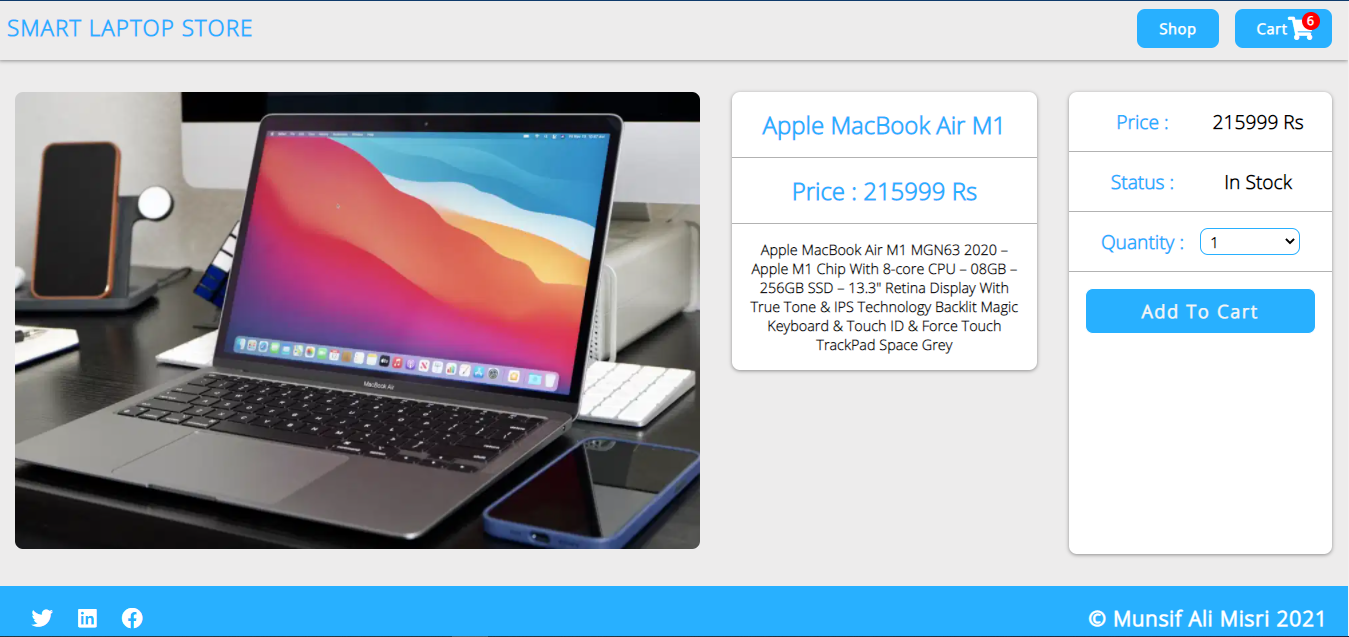 SMART LAPTOP STORE
Shop
Cart
6
MacBook Air
Apple MacBook Air M1
Price : 215999 Rs
Apple MacBook Air M1 MGN63 2020 –
Apple M1 Chip With 8-core CPU – 08GB –
256GB SSD – 13.3" Retina Display With
True Tone & IPS Technology Backlit Magic
Keyboard & Touch ID & Force Touch
TrackPad Space Grey
Price : 215999 Rs
Status : In Stock
Quantity : 1
Add To Cart
© Munsif Ali Misri 2021